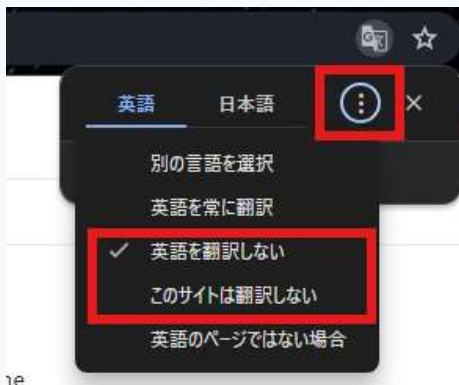 英語 日本語
別の言語を選択
英語を常に翻訳
英語を翻訳しない
このサイトは翻訳しない
英語のページではない場合